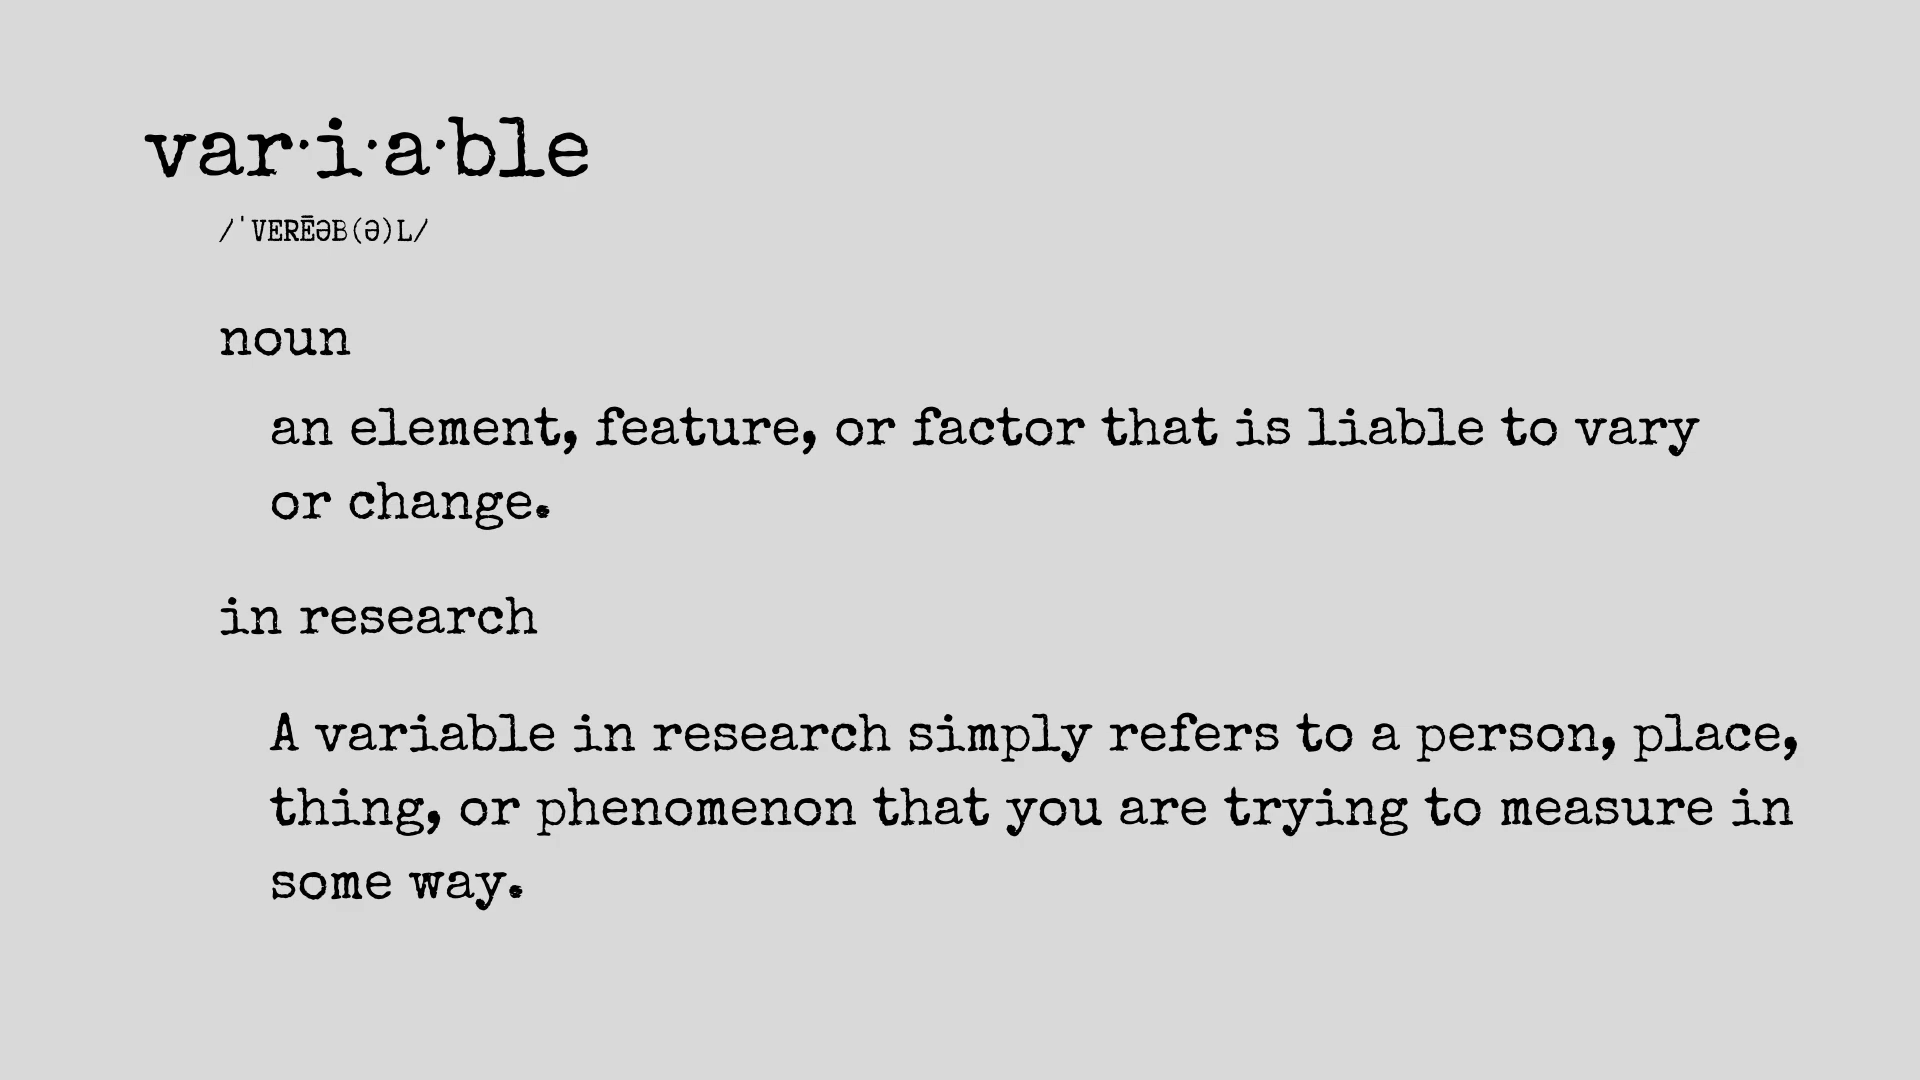 var·i·a·ble
/ˈVERĒƏB(Ə)L/
noun
an element, feature, or factor that is liable to vary
or change.
in research
A variable in research simply refers to a person, place,
thing, or phenomenon that you are trying to measure in
some way.